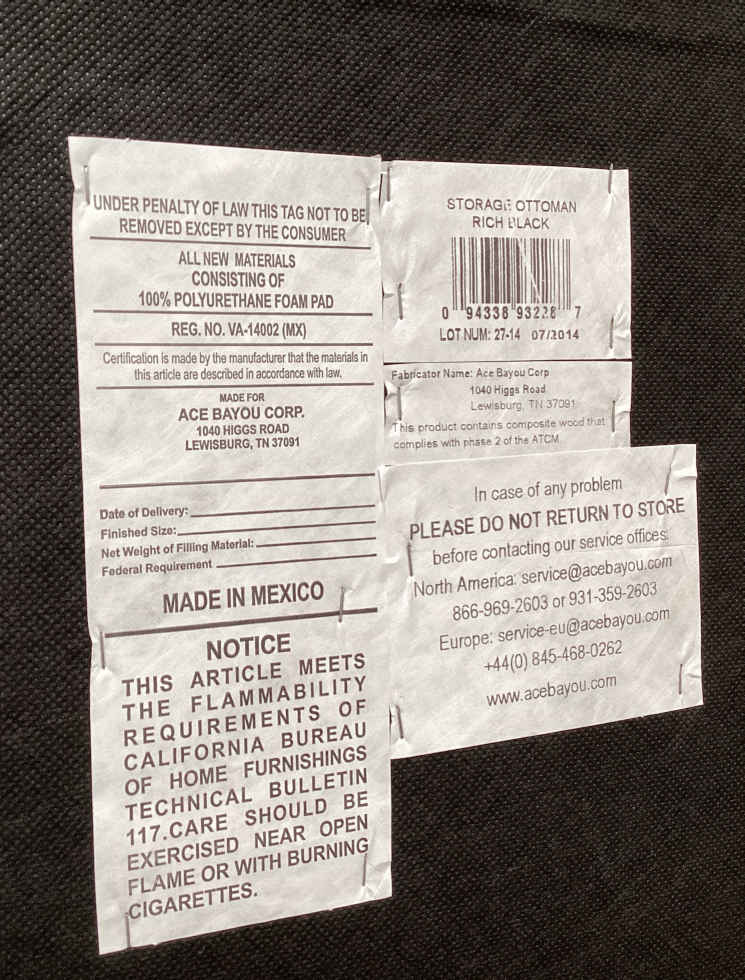 UNDER PENALTY OF LAW THIS TAG NOT TO BE
REMOVED EXCEPT BY THE CONSUMER
ALL NEW MATERIALS
CONSISTING OF
100% POLYURETHANE FOAM PAD
REG. NO. VA-14002 (MX)
Certification is made by the manufacturer that the materials in
this article are described in accordance with law.
MADE FOR
ACE BAYOU CORP.
1040 HIGGS ROAD
LEWISBURG, TN 37091
Date of Delivery:
Finished Size:
Net Weight of Filling Material:
Federal Requirement
MADE IN MEXICO
NOTICE
THIS ARTICLE MEETS
THE FLAMMABILITY
REQUIREMENTS OF
CALIFORNIA BUREAU
OF HOME FURNISHINGS
TECHNICAL BULLETIN
117.CARE SHOULD BE
EXERCISED NEAR OPEN
FLAME OR WITH BURNING
CIGARETTES.
STORAGE OTTOMAN
RICH BLACK
0 94338 93228 7
LOT NUM: 27-14 07/2014
Fabricator Name: Ace Bayou Corp
1040 Higgs Road
Lewisburg, TN 37091
This product contains composite wood that
complies with phase 2 of the ATCM
In case of any problem
PLEASE DO NOT RETURN TO STORE
before contacting our service offices:
North America: service@acebayou.com
866-969-2603 or 931-359-2603
Europe: service-eu@acebayou.com
+44(0) 845-468-0262
www.acebayou.com